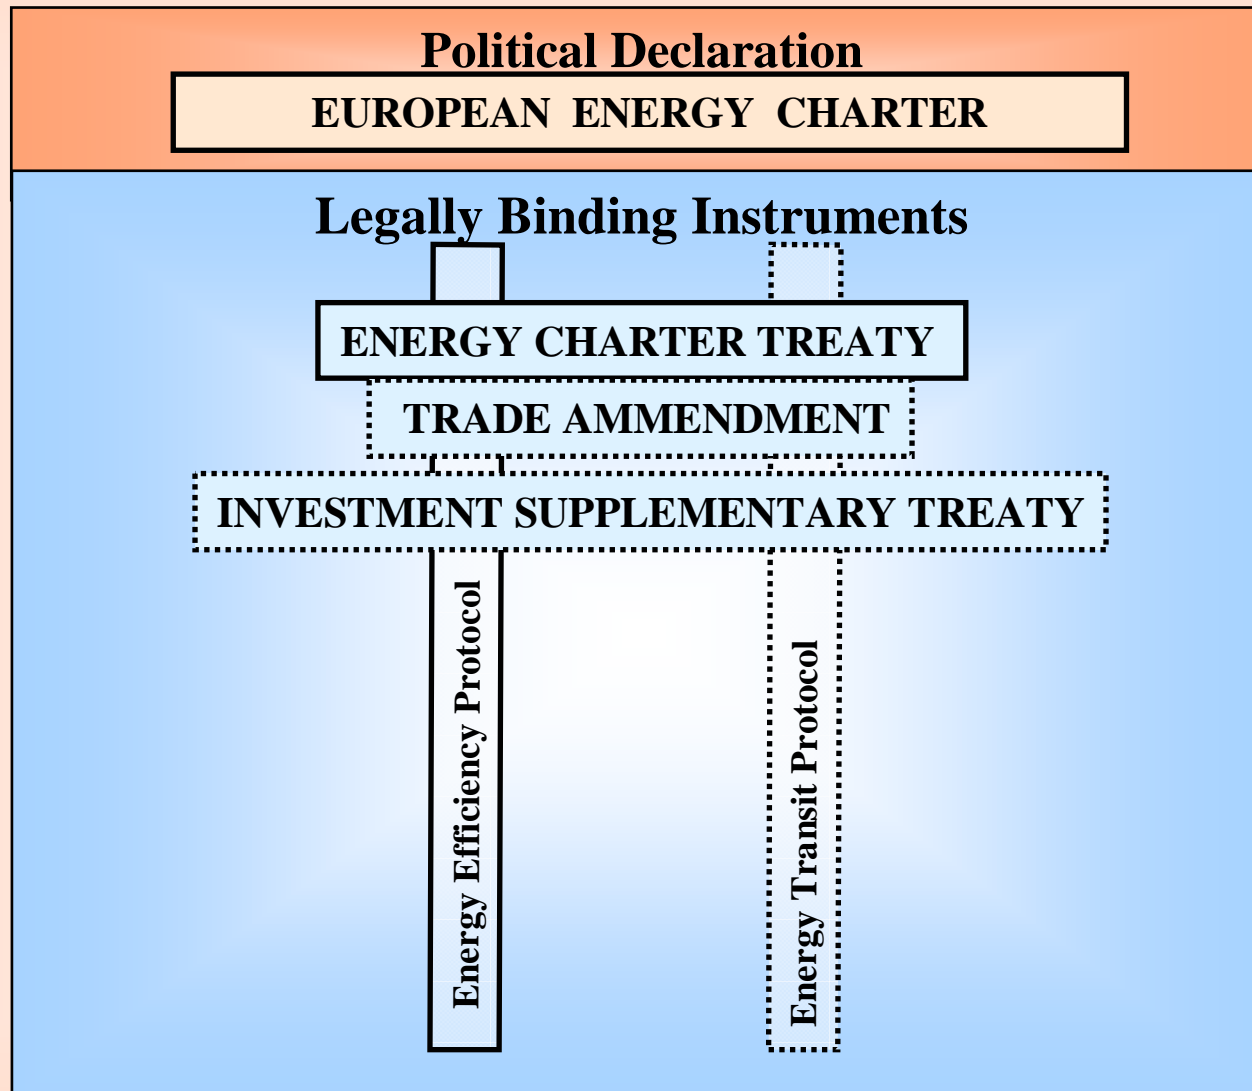 Political Declaration
EUROPEAN ENERGY CHARTER
Legally Binding Instruments
ENERGY CHARTER TREATY
TRADE AMMENDMENT
INVESTMENT SUPPLEMENTARY TREATY
Energy Efficiency Protocol
Energy Transit Protocol